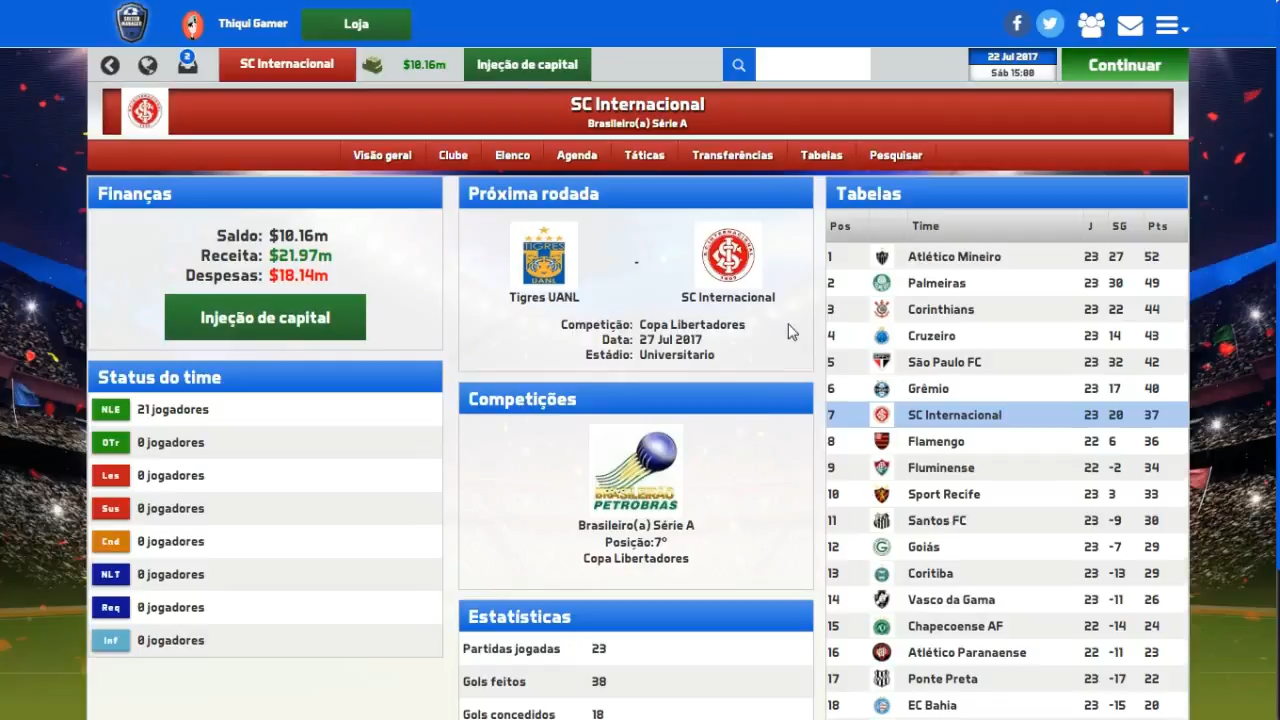 Thiqui Gamer
Loja
2
SC Internacional
$10.16m
Injeção de capital
22 Jul 2017
Sáb 15:00
Continuar
SC Internacional
Brasileiro(a) Série A
Visão geral
Clube
Elenco
Agenda
Táticas
Transferências
Tabelas
Pesquisar
Finanças
Saldo: $10.16m
Receita: $21.97m
Despesas: $18.14m
Injeção de capital
Status do time
NLE 21 jogadores
OTr 0 jogadores
Les 0 jogadores
Sus 0 jogadores
Cnd 0 jogadores
NLT 0 jogadores
Req 0 jogadores
Inf 0 jogadores
Próxima rodada
TIGRES
UANL
-
Tigres UANL
SC Internacional
Competição: Copa Libertadores
Data: 27 Jul 2017
Estádio: Universitario
Competições
BRASILEIRÃO
PETROBRAS
Brasileiro(a) Série A
Posição:7º
Copa Libertadores
Estatísticas
Partidas jogadas 23
Gols feitos 38
Gols concedidos 18
Tabelas
Pos Time J SG Pts
1 Atlético Mineiro 23 27 52
2 Palmeiras 23 30 49
3 Corinthians 23 22 44
4 Cruzeiro 23 14 43
5 São Paulo FC 23 32 42
6 Grêmio 23 17 40
7 SC Internacional 23 20 37
8 Flamengo 22 6 36
9 Fluminense 22 -2 34
10 Sport Recife 23 3 33
11 Santos FC 23 -9 30
12 Goiás 23 -7 29
13 Coritiba 23 -13 29
14 Vasco da Gama 23 -11 26
15 Chapecoense AF 22 -14 24
16 Atlético Paranaense 22 -11 23
17 Ponte Preta 23 -17 22
18 EC Bahia 23 -15 20